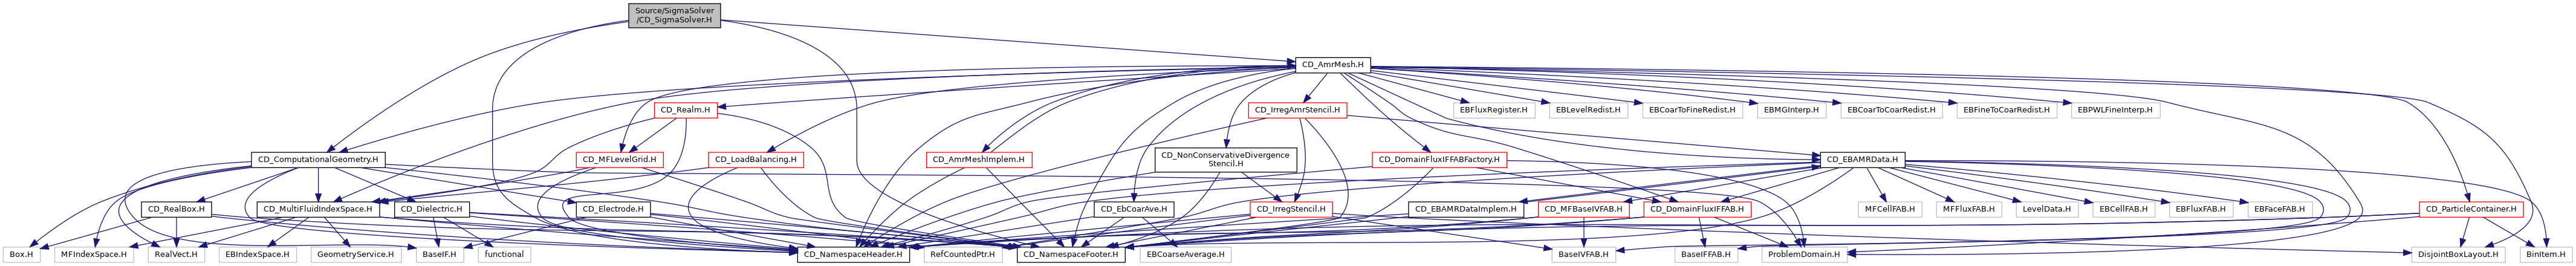 Source/SigmaSolver
/CD_SigmaSolver.H
CD_AmrMesh.H
CD_Realm.H
CD_IrregAmrStencil.H
EBFluxRegister.H
EBLevelRedist.H
EBCoarToFineRedist.H
EBMGInterp.H
EBCoarToCoarRedist.H
EBFineToCoarRedist.H
EBPWLFineInterp.H
CD_ComputationalGeometry.H
CD_MFLevelGrid.H
CD_LoadBalancing.H
CD_AmrMeshImplem.H
CD_NonConservativeDivergence
Stencil.H
CD_DomainFluxIFFABFactory.H
CD_EBAMRData.H
CD_RealBox.H
CD_MultiFluidIndexSpace.H
CD_Dielectric.H
CD_Electrode.H
CD_EbCoarAve.H
CD_IrregStencil.H
CD_EBAMRDataImplem.H
CD_MFBaseIVFAB.H
CD_DomainFluxIFFAB.H
MFCellFAB.H
MFFluxFAB.H
LevelData.H
EBCellFAB.H
EBFluxFAB.H
EBFaceFAB.H
CD_ParticleContainer.H
Box.H
MFIndexSpace.H
RealVect.H
EBIndexSpace.H
GeometryService.H
BaseIF.H
functional
CD_NamespaceHeader.H
RefCountedPtr.H
CD_NamespaceFooter.H
EBCoarseAverage.H
BaseIVFAB.H
BaseIFFAB.H
ProblemDomain.H
DisjointBoxLayout.H
BinItem.H